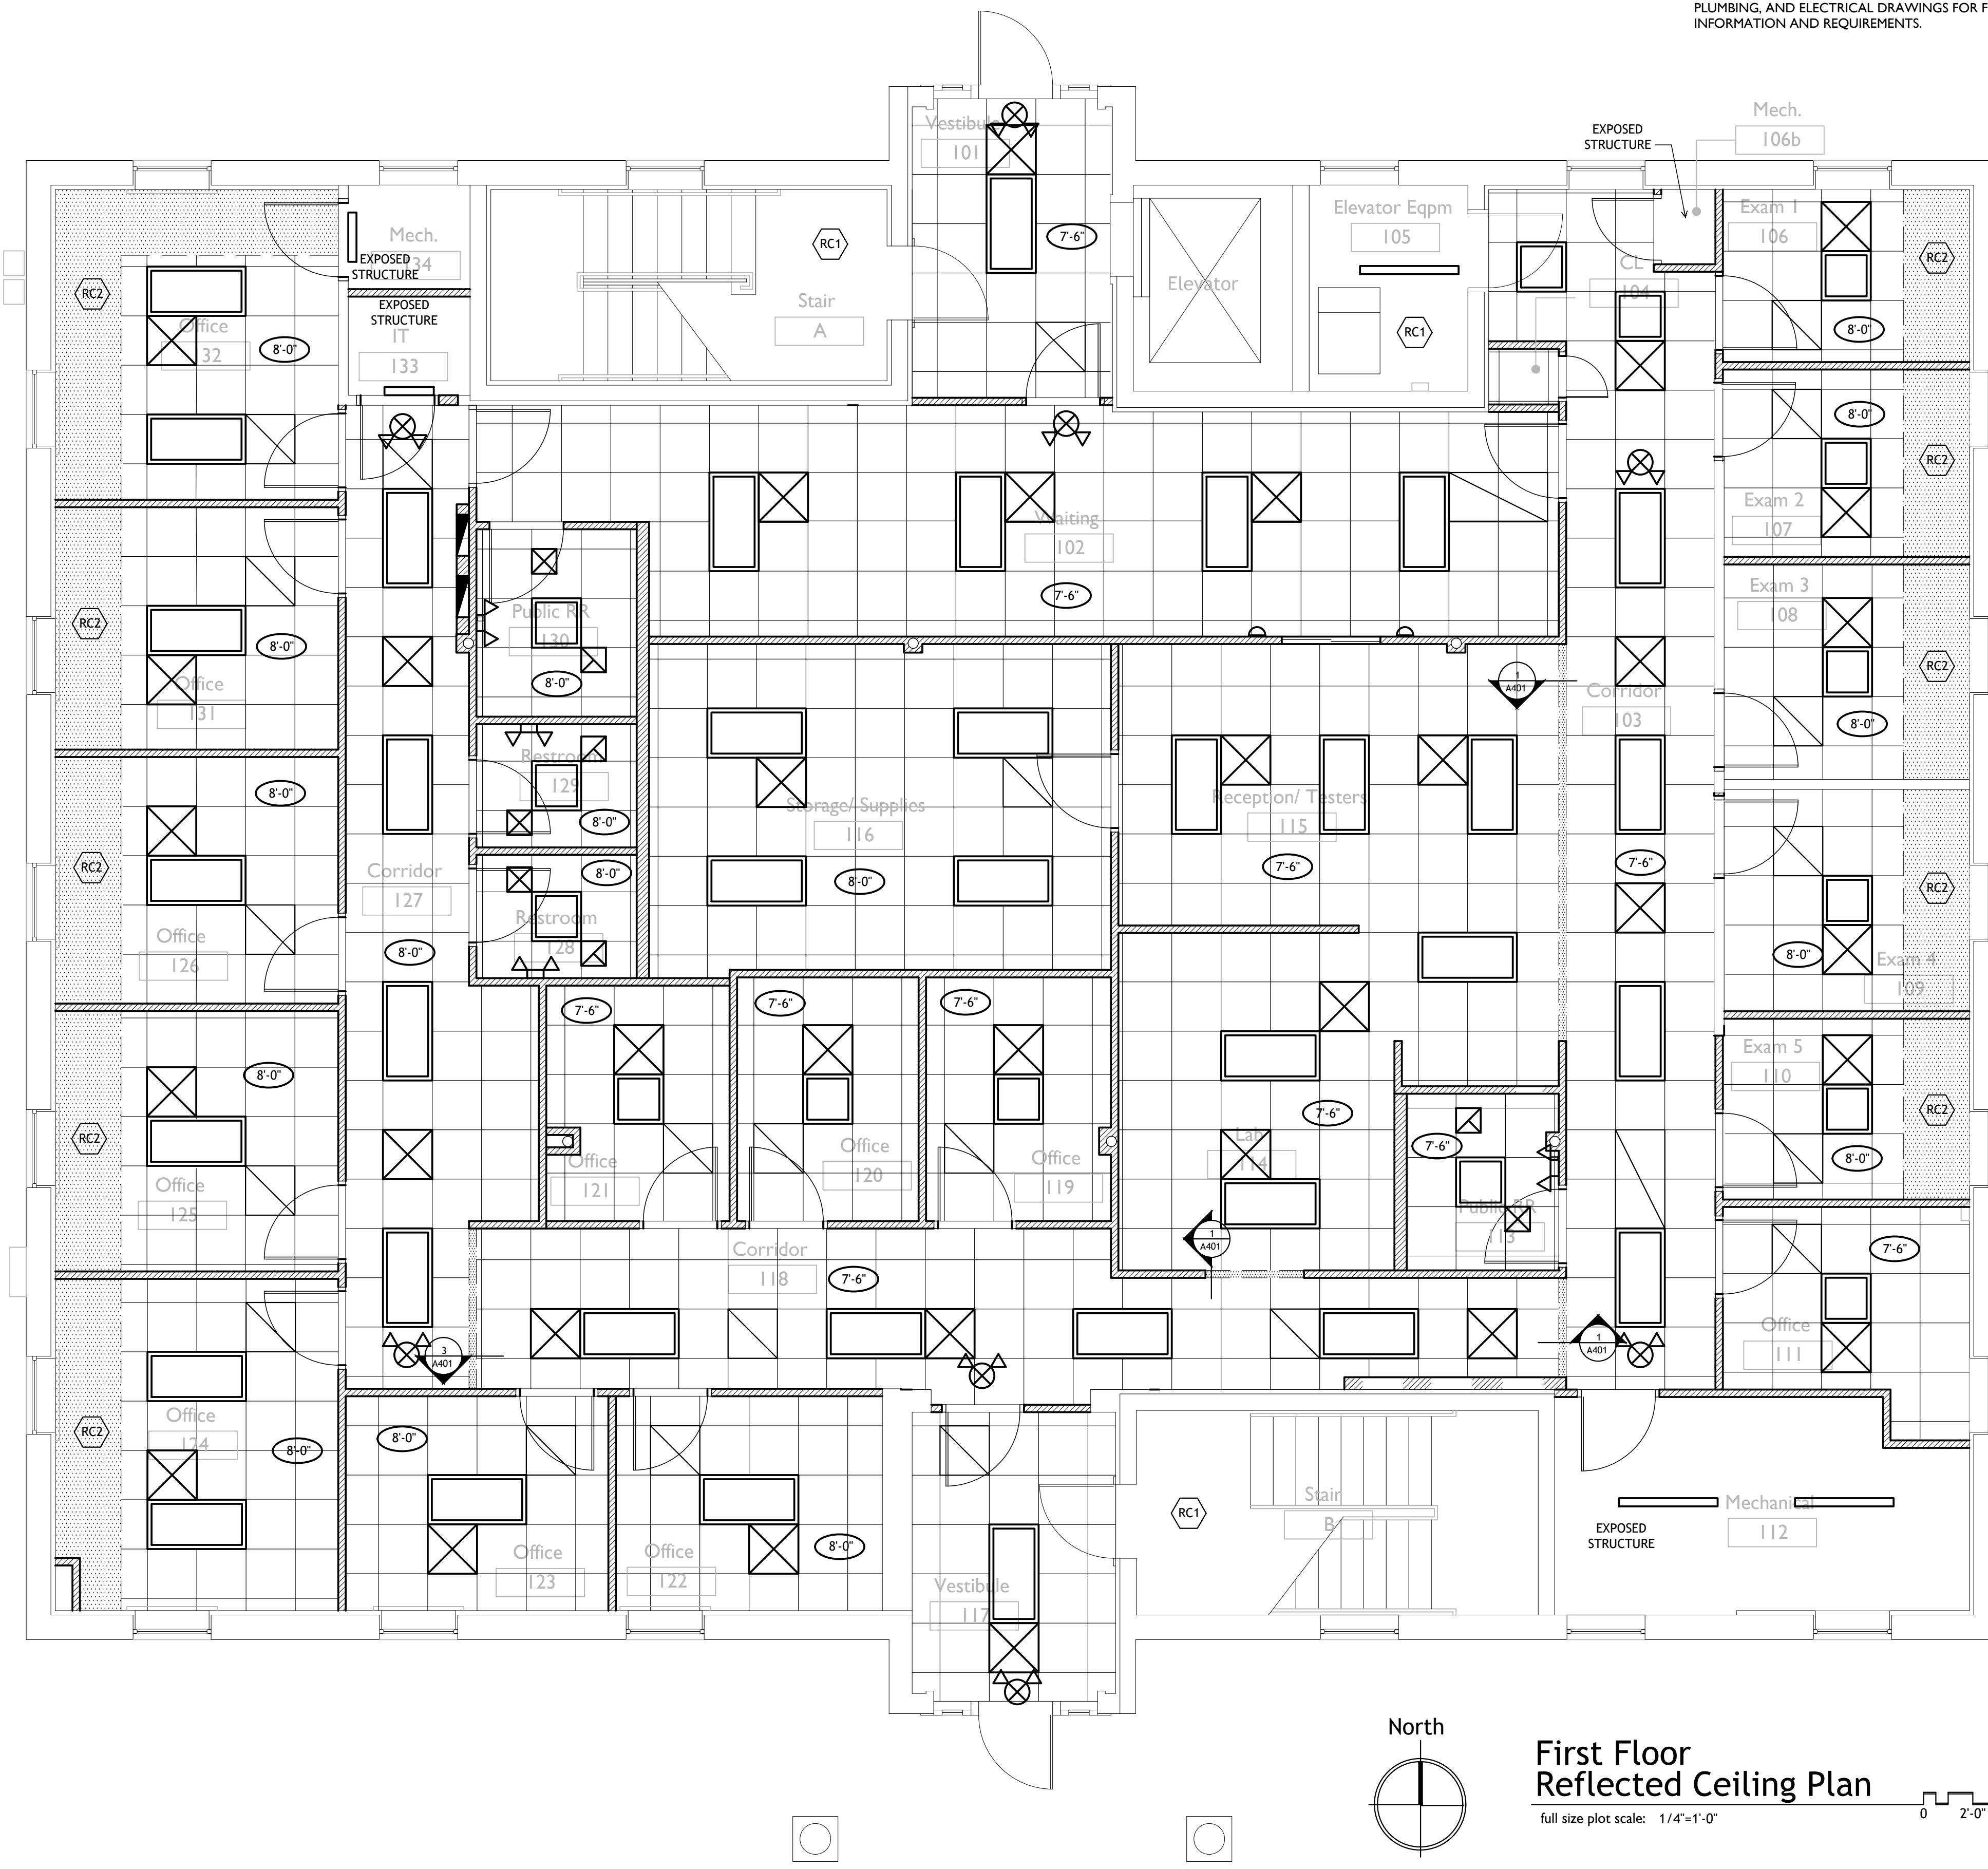 PLUMBING, AND ELECTRICAL DRAWINGS FOR F
INFORMATION AND REQUIREMENTS.
Mech.
106b
EXPOSED
STRUCTURE
Vestibule
101
7'-6"
Mech.
134
EXPOSED
STRUCTURE
EXPOSED
STRUCTURE
IT
133
RC1
Stair
A
Elevator
Elevator Eqpm
105
RC1
CL
104
Exam 1
106
RC2
8'-0"
RC2
Office
32
8'-0"
8'-0"
RC2
Exam 2
107
Waiting
102
7'-6"
Exam 3
108
RC2
8'-0"
RC2
8'-0"
Office
131
Public RR
130
8'-0"
1
A401
Corridor
103
7'-6"
8'-0"
Restroom
129
8'-0"
Storage/ Supplies
116
8'-0"
Reception/ Testers
115
7'-6"
RC2
Office
126
Corridor
127
8'-0"
8'-0"
Restroom
128
RC2
8'-0"
Exam 4
109
7'-6"
7'-6"
7'-6"
8'-0"
RC2
Office
125
Office
121
Office
120
Office
119
7'-6"
Lab
114
7'-6"
Public RR
113
Exam 5
110
RC2
8'-0"
Corridor
118
7'-6"
1
A401
7'-6"
3
A401
1
A401
Office
111
RC2
Office
124
8'-0"
8'-0"
Office
123
Office
122
8'-0"
Vestibule
117
RC1
Stair
B
Mechanical
112
EXPOSED
STRUCTURE
North
First Floor
Reflected Ceiling Plan
full size plot scale: 1/4"=1'-0"
0 2'-0"